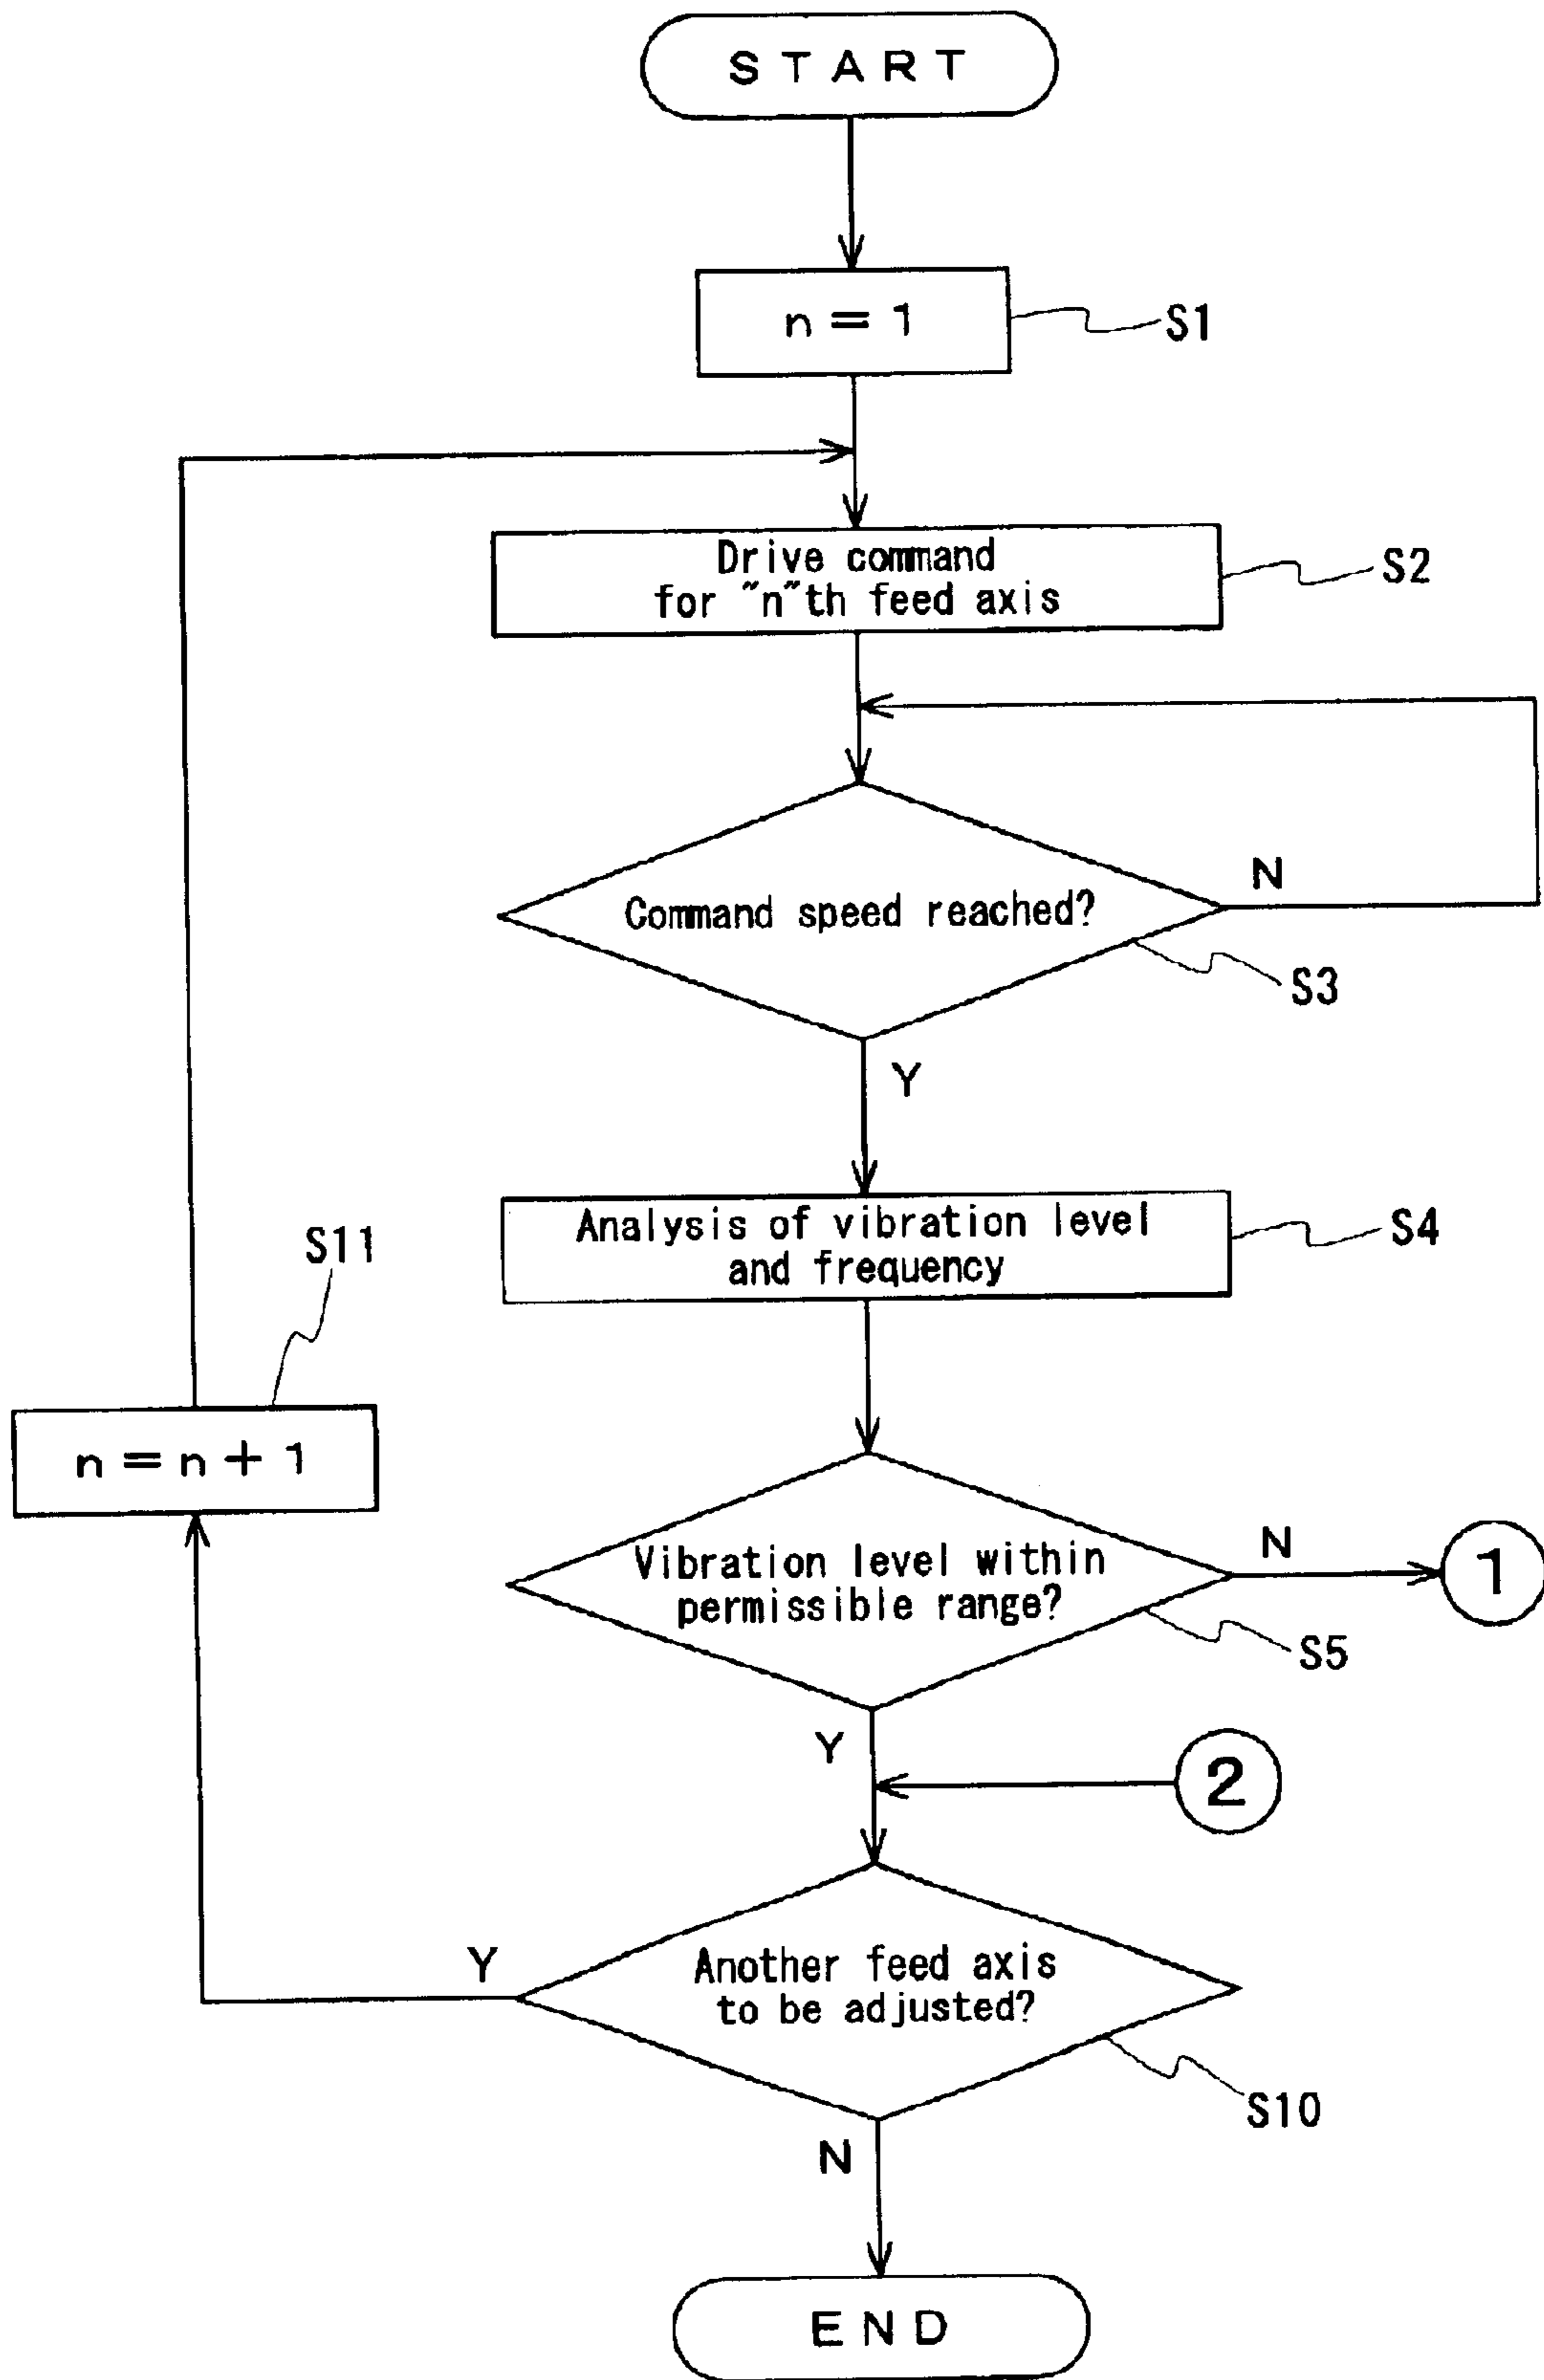 START
n = 1
S1
Drive command
for "n"th feed axis
S2
Command speed reached?
N
S3
Y
Analysis of vibration level
and frequency
S4
S11
n = n + 1
Vibration level within
permissible range?
N
1
S5
Y
2
Another feed axis
to be adjusted?
Y
S10
N
END